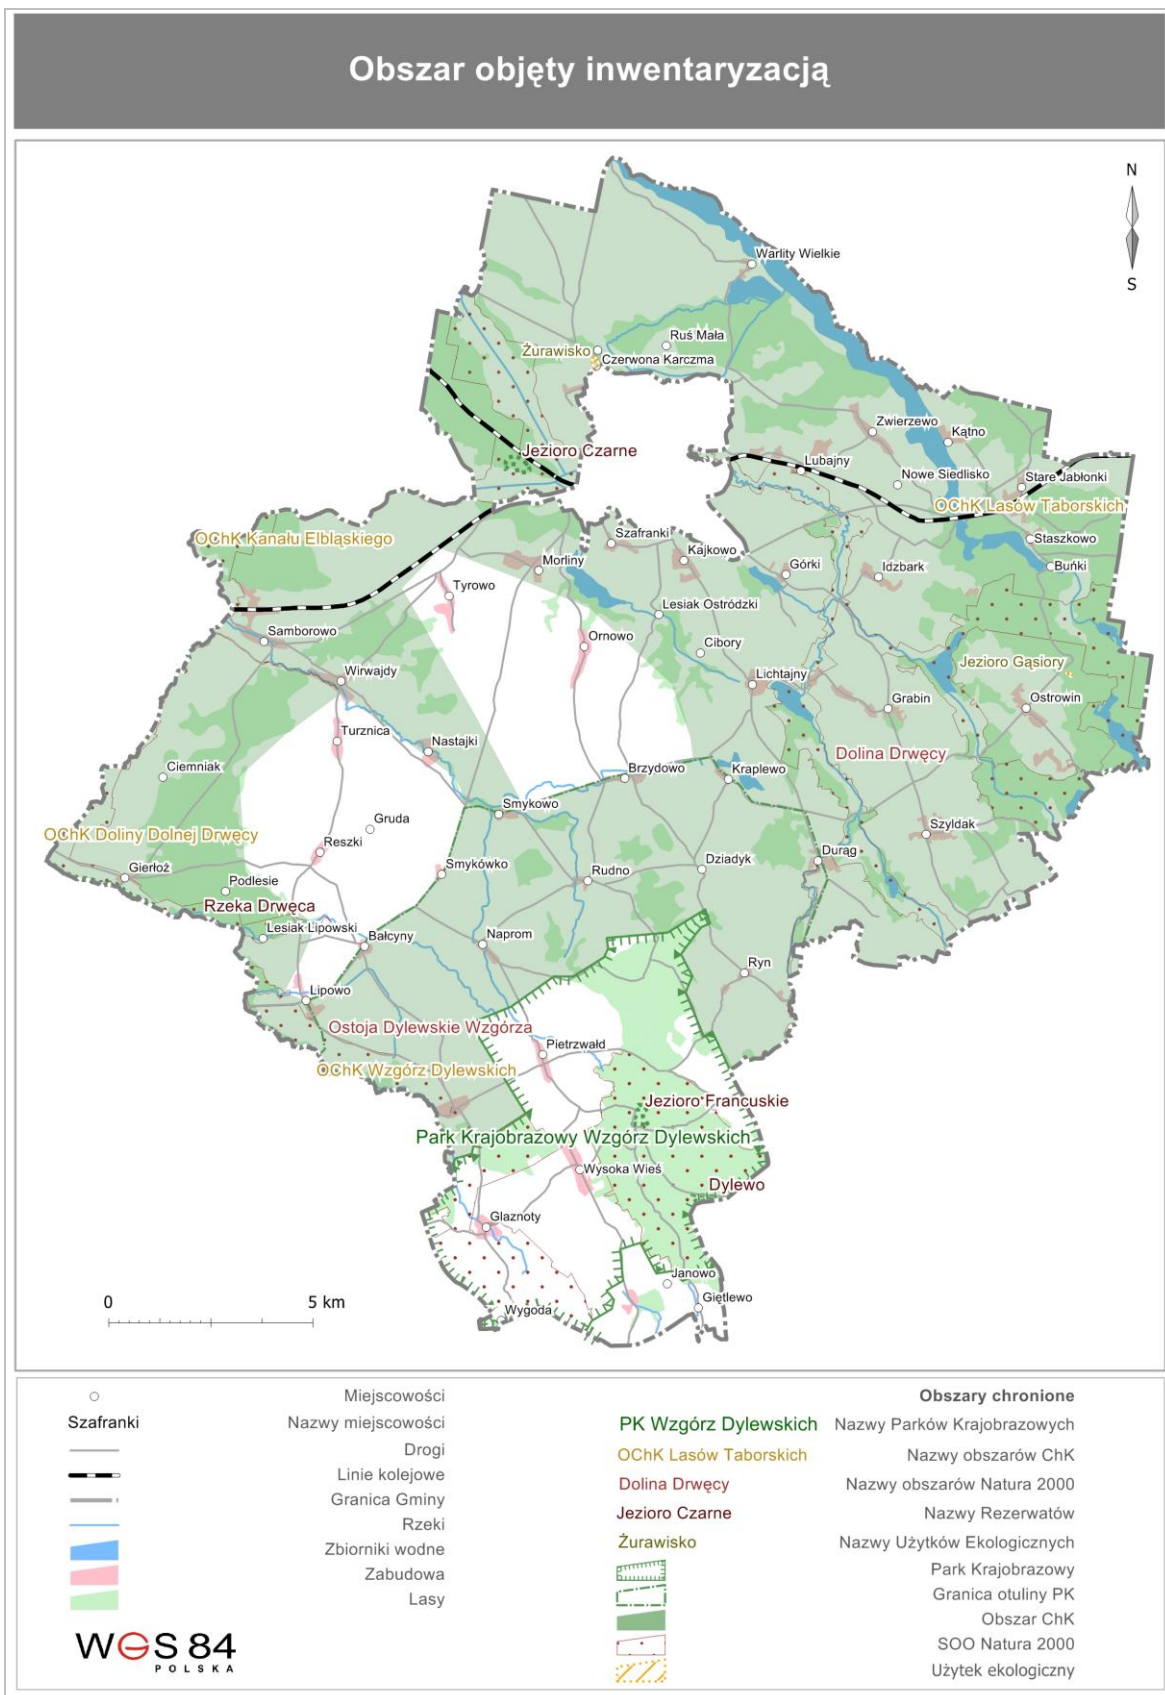 Obszar objęty inwentaryzacją
N
S
Warlity Wielkie
Ruś Mała
Żurawisko
Czerwona Karczma
Zwierzewo
Kątno
Jezioro Czarne
Lubajny
Nowe Siedlisko
Stare Jabłonki
OChK Lasów Taborskich
OChK Kanału Elbląskiego
Szafranki
Staszkowo
Morliny
Kajkowo
Górki
Idzbark
Buńki
Tyrowo
Lesiak Ostródzki
Samborowo
Ornowo
Cibory
Jezioro Gąsiory
Wirwajdy
Lichtajny
Ostrowin
Grabin
Turznica
Nastajki
Dolina Drwęcy
Ciemniak
Brzydowo
Kraplewo
Smykowo
OChK Doliny Dolnej Drwęcy
Gruda
Szyldak
Reszki
Durąg
Gierłoż
Smykówko
Dziadyk
Podlesie
Rudno
Rzeka Drwęca
Lesiak Lipowski
Bałcyny
Naprom
Ryn
Lipowo
Ostoja Dylewskie Wzgórza
Pietrzwałd
OChK Wzgórz Dylewskich
Jezioro Francuskie
Park Krajobrazowy Wzgórz Dylewskich
Wysoka Wieś
Dylewo
Glaznoty
Janowo
Giętlewo
Wygoda
0 5 km
Miejscowości
Szafranki Nazwy miejscowości
Drogi
Linie kolejowe
Granica Gminy
Rzeki
Zbiorniki wodne
Zabudowa
Lasy
WGS 84
POLSKA
Obszary chronione
PK Wzgórz Dylewskich Nazwy Parków Krajobrazowych
OChK Lasów Taborskich Nazwy obszarów ChK
Dolina Drwęcy Nazwy obszarów Natura 2000
Jezioro Czarne Nazwy Rezerwatów
Żurawisko Nazwy Użytków Ekologicznych
Park Krajobrazowy
Granica otuliny PK
Obszar ChK
SOO Natura 2000
Użytek ekologiczny